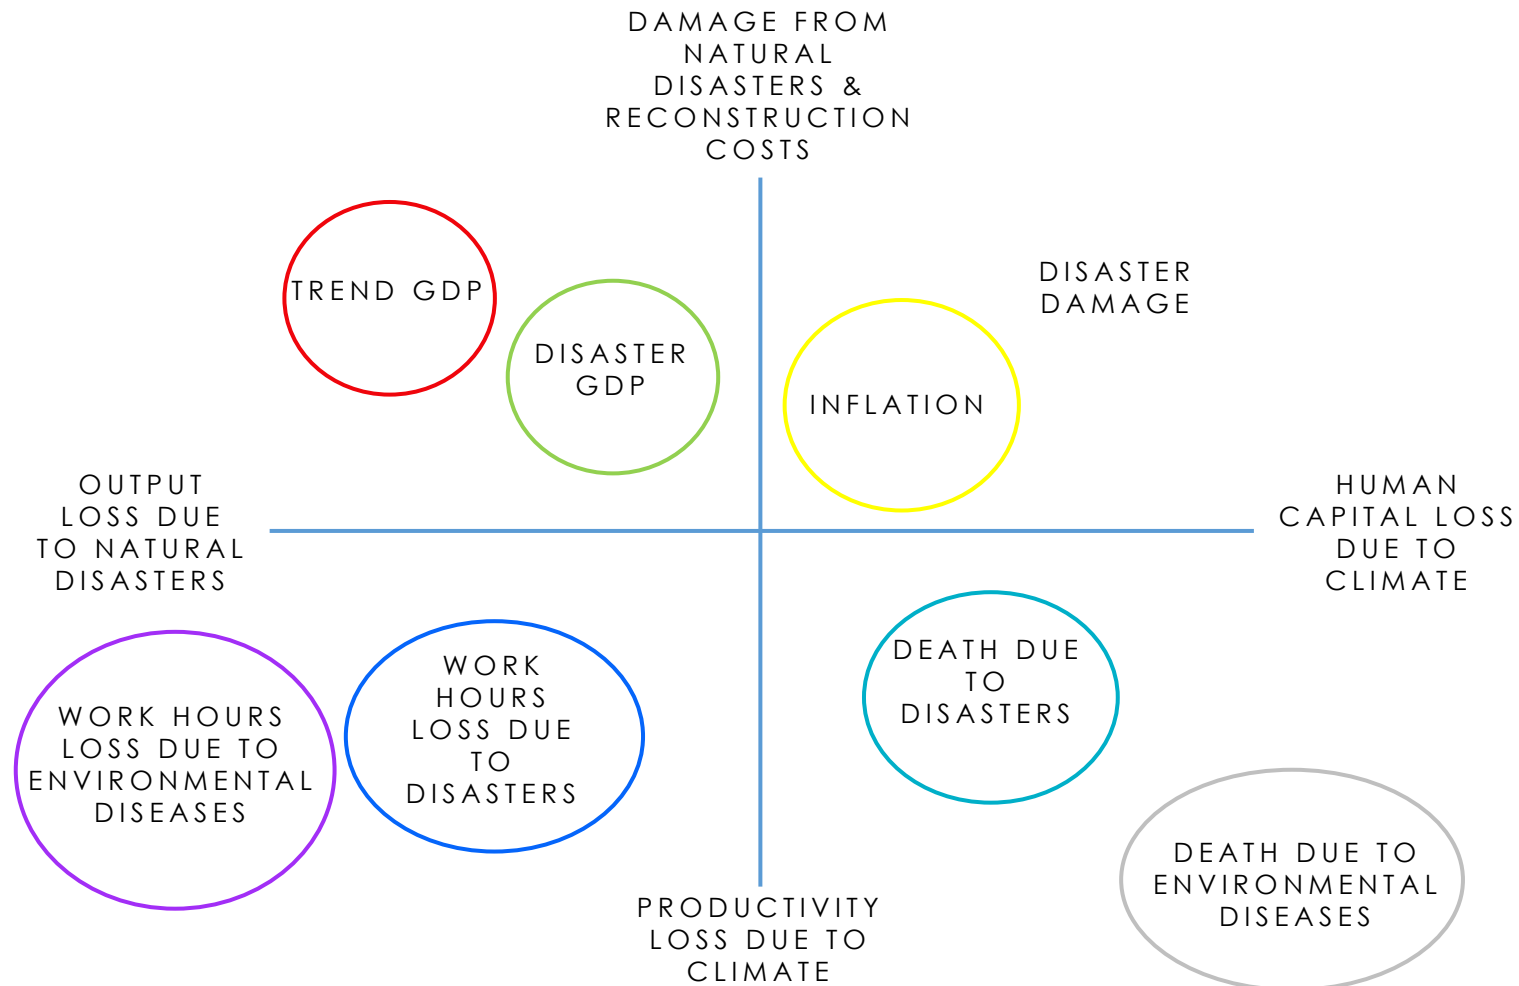 DAMAGE FROM
NATURAL
DISASTERS &
RECONSTRUCTION
COSTS
TREND GDP
DISASTER
GDP
INFLATION
DISASTER
DAMAGE
OUTPUT
LOSS DUE
TO NATURAL
DISASTERS
HUMAN
CAPITAL LOSS
DUE TO
CLIMATE
WORK HOURS
LOSS DUE TO
ENVIRONMENTAL
DISEASES
WORK
HOURS
LOSS DUE
TO
DISASTERS
DEATH DUE
TO
DISASTERS
DEATH DUE TO
ENVIRONMENTAL
DISEASES
PRODUCTIVITY
LOSS DUE TO
CLIMATE